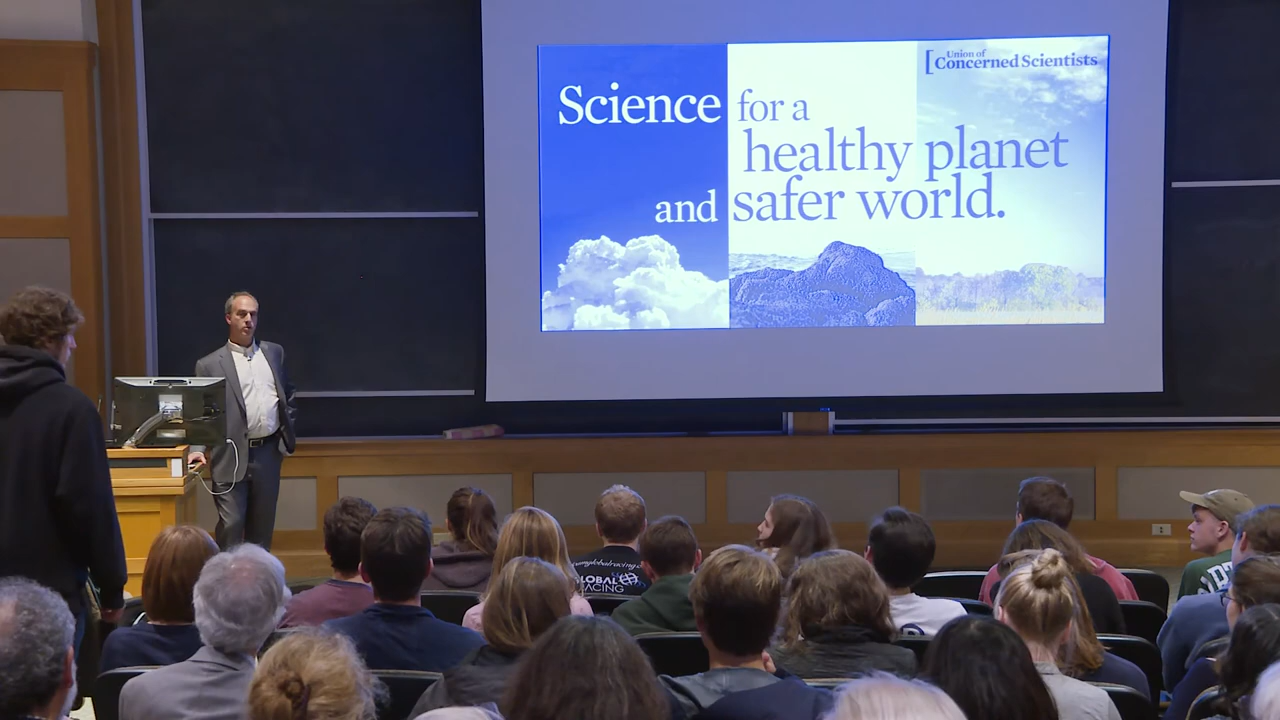 Union of
Concerned Scientists
Science for a
healthy planet
and safer world.
GLOBAL
RACING